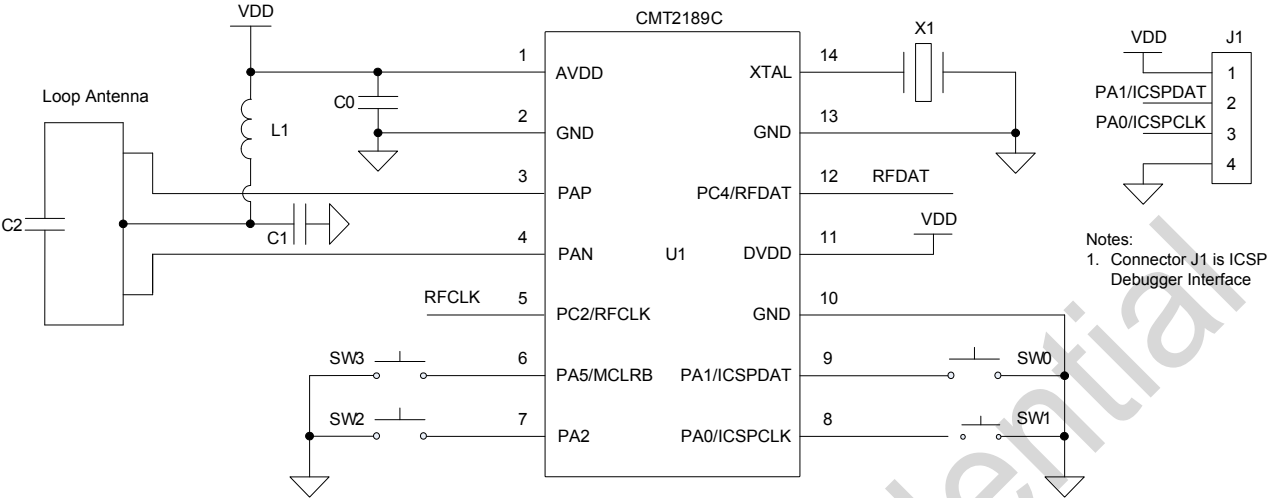 CMT2189C
VDD
X1
VDD
J1
1
AVDD
XTAL
14
1
PA1/ICSPDAT
2
PA0/ICSPCLK
3
4
Loop Antenna
C0
L1
2
GND
GND
13
3
PAP
PC4/RFDAT
12
RFDAT
C2
C1
4
PAN
U1
DVDD
11
VDD
Notes:
1. Connector J1 is ICSP
Debugger Interface
RFCLK
5
PC2/RFCLK
GND
10
SW3
6
PA5/MCLRB
PA1/ICSPDAT
9
SW0
SW2
7
PA2
PA0/ICSPCLK
8
SW1